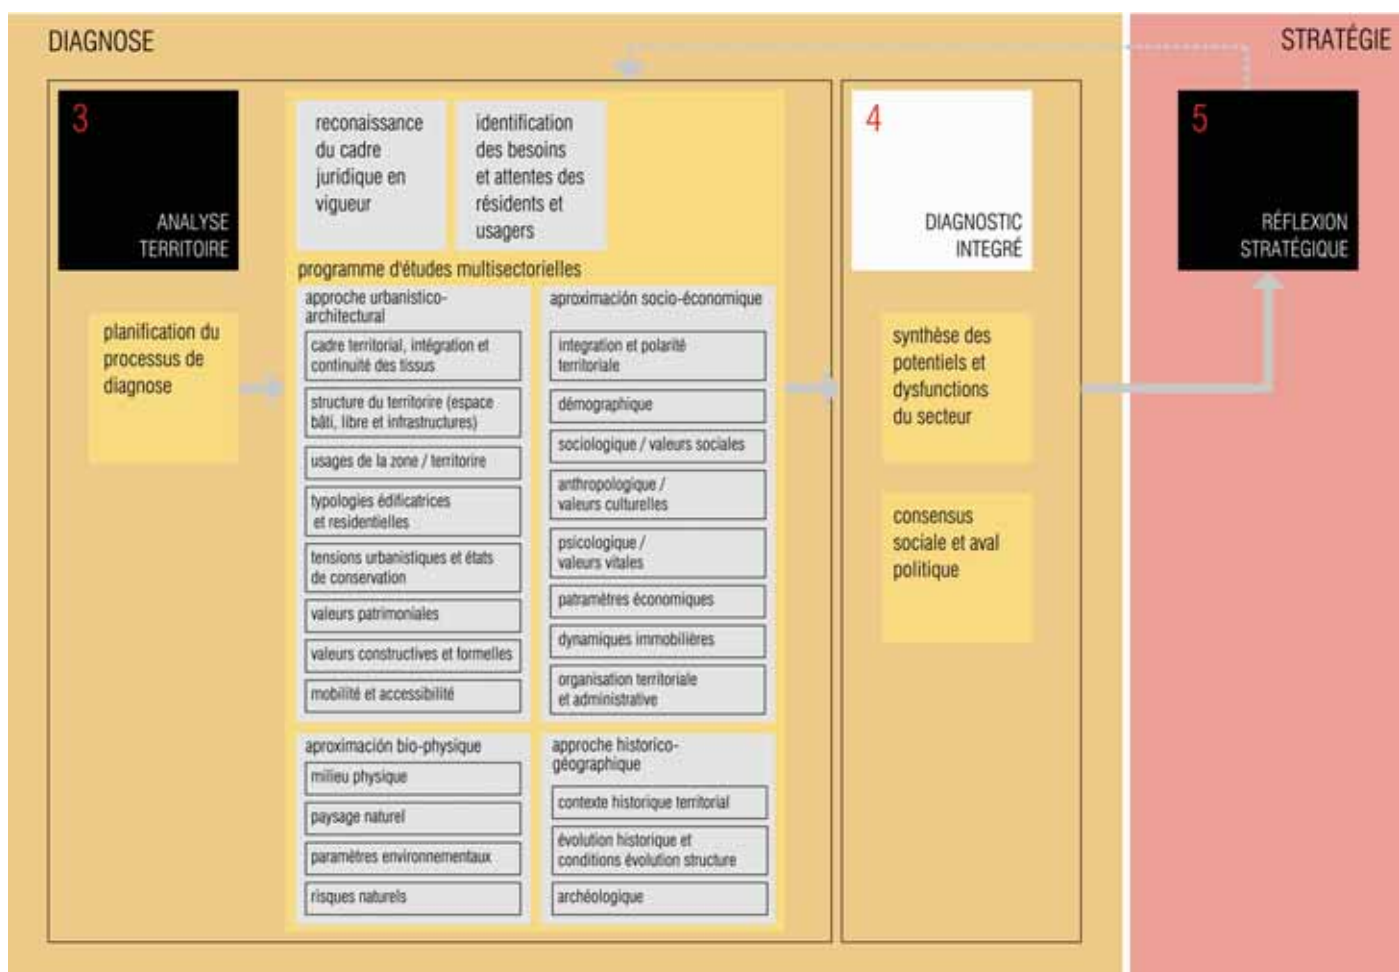 DIAGNOSE
STRATÉGIE
3
ANALYSE
TERRITOIRE
planification du
processus de
diagnose
reconaissance
du cadre
juridique en
vigueur
identification
des besoins
et attentes des
résidents et
usagers
programme d'études multisectorielles
approche urbanistico-
architectural
cadre territorial, intégration et
continuité des tissus
structure du territorire (espace
bâti, libre et infrastructures)
usages de la zone / territorire
typologies édificatrices
et residentielles
tensions urbanistiques et états
de conservation
valeurs patrimoniales
valeurs constructives et formelles
mobilité et accessibilité
aproximación socio-économique
integration et polarité
territoriale
démographique
sociologique / valeurs sociales
anthropologique /
valeurs culturelles
psicologique /
valeurs vitales
patramètres économiques
dynamiques immobilières
organisation territoriale
et administrative
aproximación bio-physique
milieu physique
paysage naturel
paramètres environnementaux
risques naturels
approche historico-
géographique
contexte historique territorial
évolution historique et
conditions évolution structure
archéologique
4
DIAGNOSTIC
INTEGRÉ
synthèse des
potentiels et
dysfunctions
du secteur
consensus
sociale et aval
politique
5
RÉFLEXION
STRATÉGIQUE